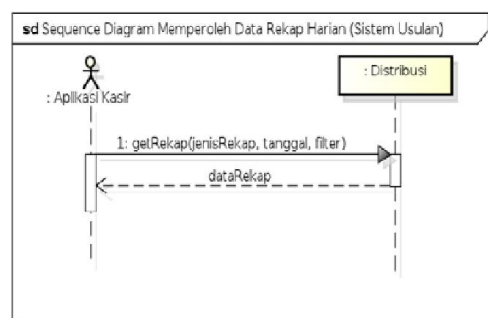 sd Sequence Diagram Memperoleh Data Rekap Harian (Sistem Usulan)
: Aplikasi Kasir
: Distribusi
1: getRekap(jenisRekap, tanggal, filter)
dataRekap